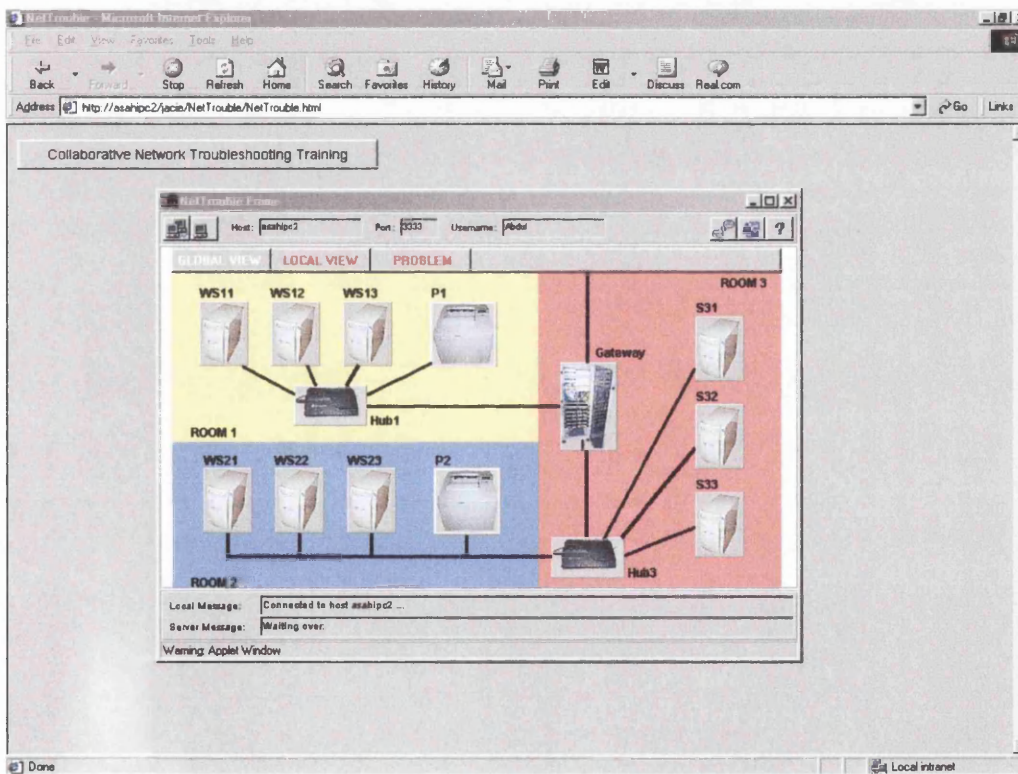 NetTrouble - Microsoft Internet Explorer
File Edit View Favorites Tools Help
Back Forward Stop Refresh Home Search Favorites History Mail Print Edit Discuss Real.com
Address http://asahipc2/jacie/NetTrouble/NetTrouble.html Go Links
Collaborative Network Troubleshooting Training
NetTrouble Frame
Host: asahipc2 Port: 3333 Username: Abdul ?
GLOBAL VIEW LOCAL VIEW PROBLEM
WS11 WS12 WS13 P1
ROOM 3
S31
Gateway
S32
Hub1
ROOM 1
WS21 WS22 WS23 P2
S33
Hub3
ROOM 2
Local Message: Connected to host asahipc2 ...
Server Message: Waiting over.
Warning: Applet Window
Done Local intranet